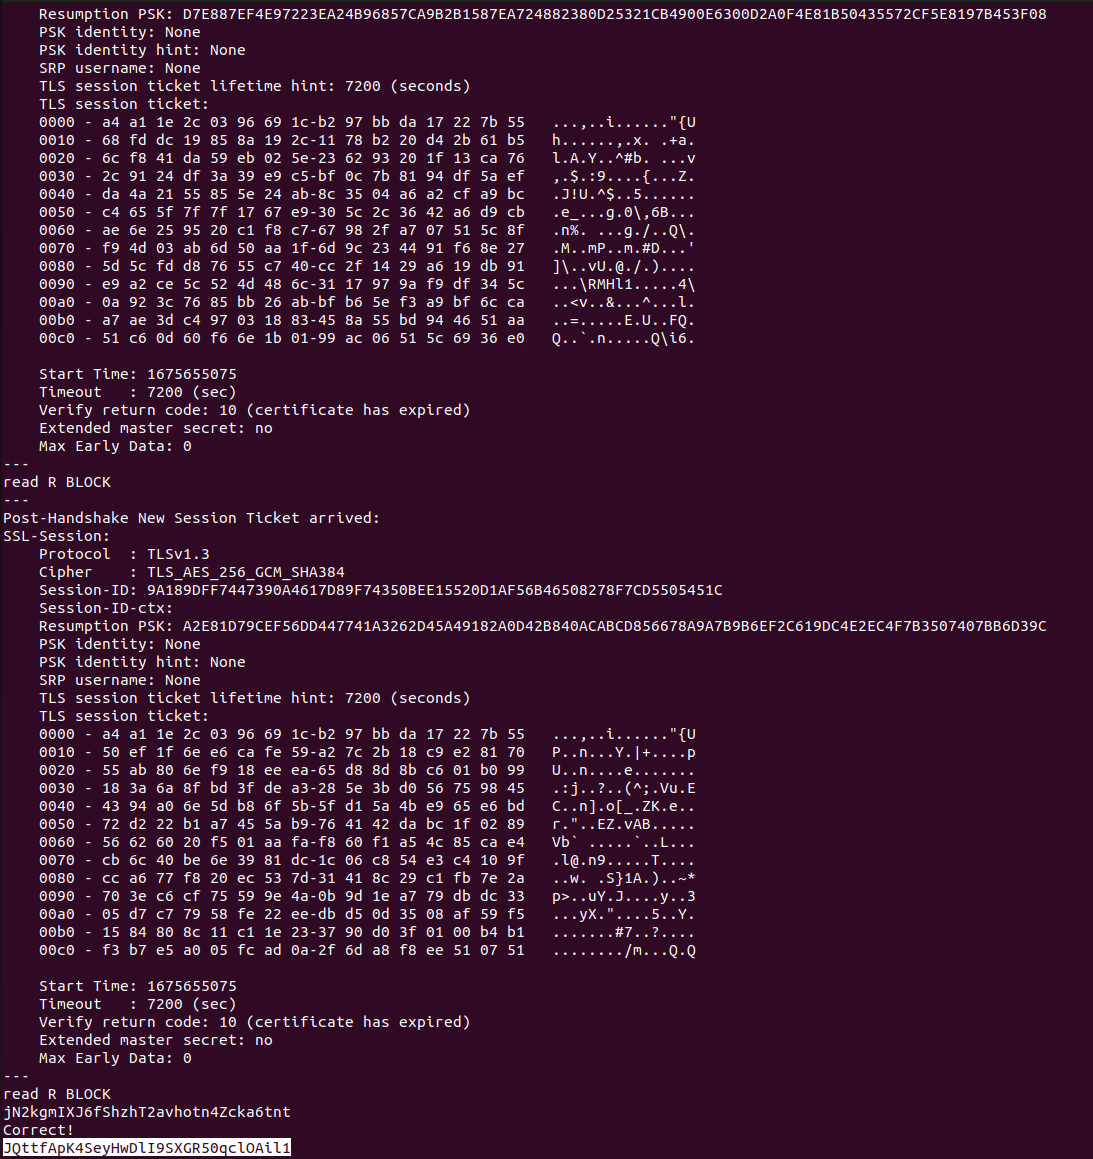 Resumption PSK: D7E887EF4E97223EA24B96857CA9B2B1587EA724882380D25321CB4900E6300D2A0F4E81B50435572CF5E8197B453F08
PSK identity: None
PSK identity hint: None
SRP username: None
TLS session ticket lifetime hint: 7200 (seconds)
TLS session ticket:
0000 - a4 a1 1e 2c 03 96 69 1c-b2 97 bb da 17 22 7b 55   ...,..i......"{U
0010 - 68 fd dc 19 85 8a 19 2c-11 78 b2 20 d4 2b 61 b5   h......,.x. .+a.
0020 - 6c f8 41 da 59 eb 02 5e-23 62 93 20 1f 13 ca 76   l.A.Y..^#b. ...v
0030 - 2c 91 24 df 3a 39 e9 c5-bf 0c 7b 81 94 df 5a ef   ,.$.:9....{...Z.
0040 - da 4a 21 55 85 5e 24 ab-8c 35 04 a6 a2 cf a9 bc   .J!U.^$..5......
0050 - c4 65 5f 7f 7f 17 67 e9-30 5c 2c 36 42 a6 d9 cb   .e_...g.0\,6B...
0060 - ae 6e 25 95 20 c1 f8 c7-67 98 2f a7 07 51 5c 8f   .n%. ...g./..Q\.
0070 - f9 4d 03 ab 6d 50 aa 1f-6d 9c 23 44 91 f6 8e 27   .M..mP..m.#D...'
0080 - 5d 5c fd d8 76 55 c7 40-cc 2f 14 29 a6 19 db 91   ]\..vU.@./.)....
0090 - e9 a2 ce 5c 52 4d 48 6c-31 17 97 9a f9 df 34 5c   ...\RMHl1.....4\
00a0 - 0a 92 3c 76 85 bb 26 ab-bf b6 5e f3 a9 bf 6c ca   ..<v..&...^...l.
00b0 - a7 ae 3d c4 97 03 18 83-45 8a 55 bd 94 46 51 aa   ..=.....E.U..FQ.
00c0 - 51 c6 0d 60 f6 6e 1b 01-99 ac 06 51 5c 69 36 e0   Q..`.n.....Q\i6.
Start Time: 1675655075
Timeout   : 7200 (sec)
Verify return code: 10 (certificate has expired)
Extended master secret: no
Max Early Data: 0
---
read R BLOCK
---
Post-Handshake New Session Ticket arrived:
SSL-Session:
Protocol  : TLSv1.3
Cipher    : TLS_AES_256_GCM_SHA384
Session-ID: 9A189DFF7447390A4617D89F74350BEE15520D1AF56B46508278F7CD5505451C
Session-ID-ctx:
Resumption PSK: A2E81D79CEF56DD447741A3262D45A49182A0D42B840ACABCD856678A9A7B9B6EF2C619DC4E2EC4F7B3507407BB6D39C
PSK identity: None
PSK identity hint: None
SRP username: None
TLS session ticket lifetime hint: 7200 (seconds)
TLS session ticket:
0000 - a4 a1 1e 2c 03 96 69 1c-b2 97 bb da 17 22 7b 55   ...,..i......"{U
0010 - 50 ef 1f 6e e6 ca fe 59-a2 7c 2b 18 c9 e2 81 70   P..n...Y.|+....p
0020 - 55 ab 80 6e f9 18 ee ea-65 d8 8d 8b c6 01 b0 99   U..n....e.......
0030 - 18 3a 6a 8f bd 3f de a3-28 5e 3b d0 56 75 98 45   .:j..?..(^;.Vu.E
0040 - 43 94 a0 6e 5d b8 6f 5b-5f d1 5a 4b e9 65 e6 bd   C..n].o[_.ZK.e..
0050 - 72 d2 22 b1 a7 45 5a b9-76 41 42 da bc 1f 02 89   r."..EZ.vAB.....
0060 - 56 62 60 20 f5 01 aa fa-f8 60 f1 a5 4c 85 ca e4   Vb` .....`..L...
0070 - cb 6c 40 be 6e 39 81 dc-1c 06 c8 54 e3 c4 10 9f   .l@.n9.....T....
0080 - cc a6 77 f8 20 ec 53 7d-31 41 8c 29 c1 fb 7e 2a   ..w. .S}1A.)..~*
0090 - 70 3e c6 cf 75 59 9e 4a-0b 9d 1e a7 79 db dc 33   p>..uY.J....y..3
00a0 - 05 d7 c7 79 58 fe 22 ee-db d5 0d 35 08 af 59 f5   ...yX."....5..Y.
00b0 - 15 84 80 8c 11 c1 1e 23-37 90 d0 3f 01 00 b4 b1   .......#7..?....
00c0 - f3 b7 e5 a0 05 fc ad 0a-2f 6d a8 f8 ee 51 07 51   ......../m...Q.Q
Start Time: 1675655075
Timeout   : 7200 (sec)
Verify return code: 10 (certificate has expired)
Extended master secret: no
Max Early Data: 0
---
read R BLOCK
jN2kgmIXJ6fShzhT2avhotn4Zcka6tnt
Correct!
JQttfApK4SeyHwDlI9SXGR50qclOAil1